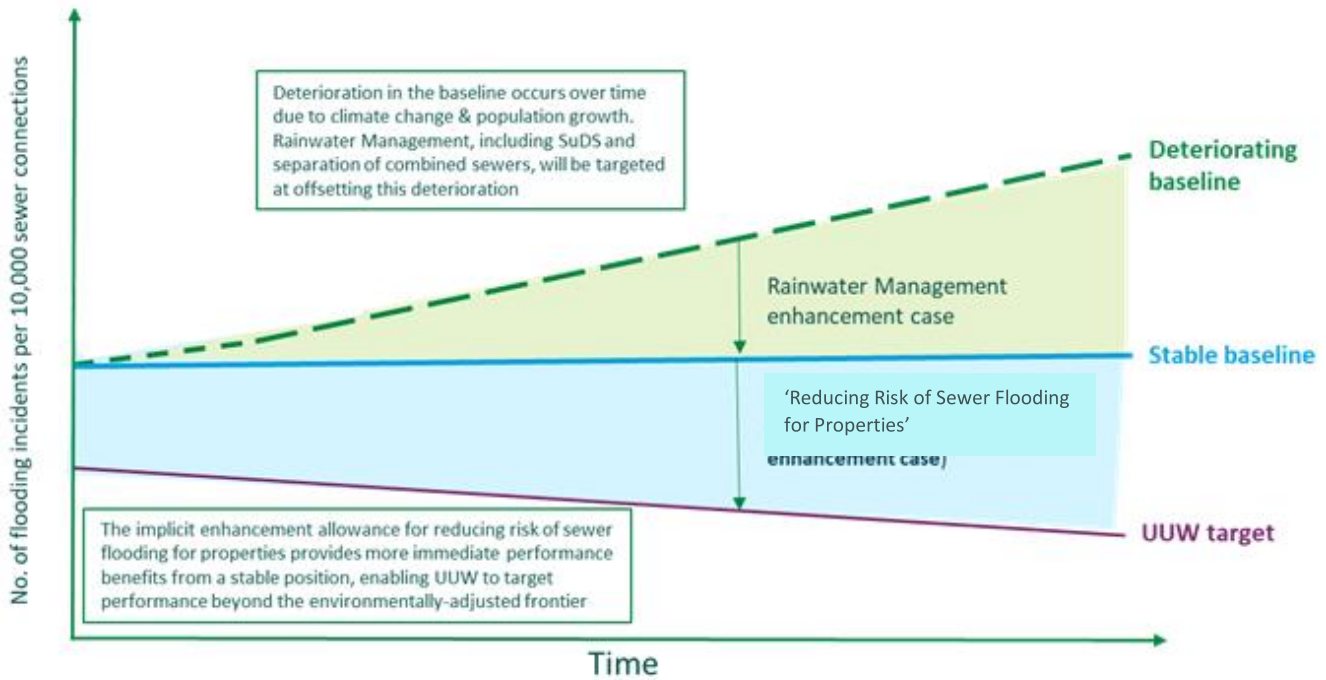 No. of flooding incidents per 10,000 sewer connections
Deterioration in the baseline occurs over time
due to climate change & population growth.
Rainwater Management, including SuDS and
separation of combined sewers, will be targeted
at offsetting this deterioration
Deteriorating
baseline
Rainwater Management
enhancement case
Stable baseline
‘Reducing Risk of Sewer Flooding
for Properties’
enhancement case)
UUW target
The implicit enhancement allowance for reducing risk of sewer
flooding for properties provides more immediate performance
benefits from a stable position, enabling UUW to target
performance beyond the environmentally-adjusted frontier
Time